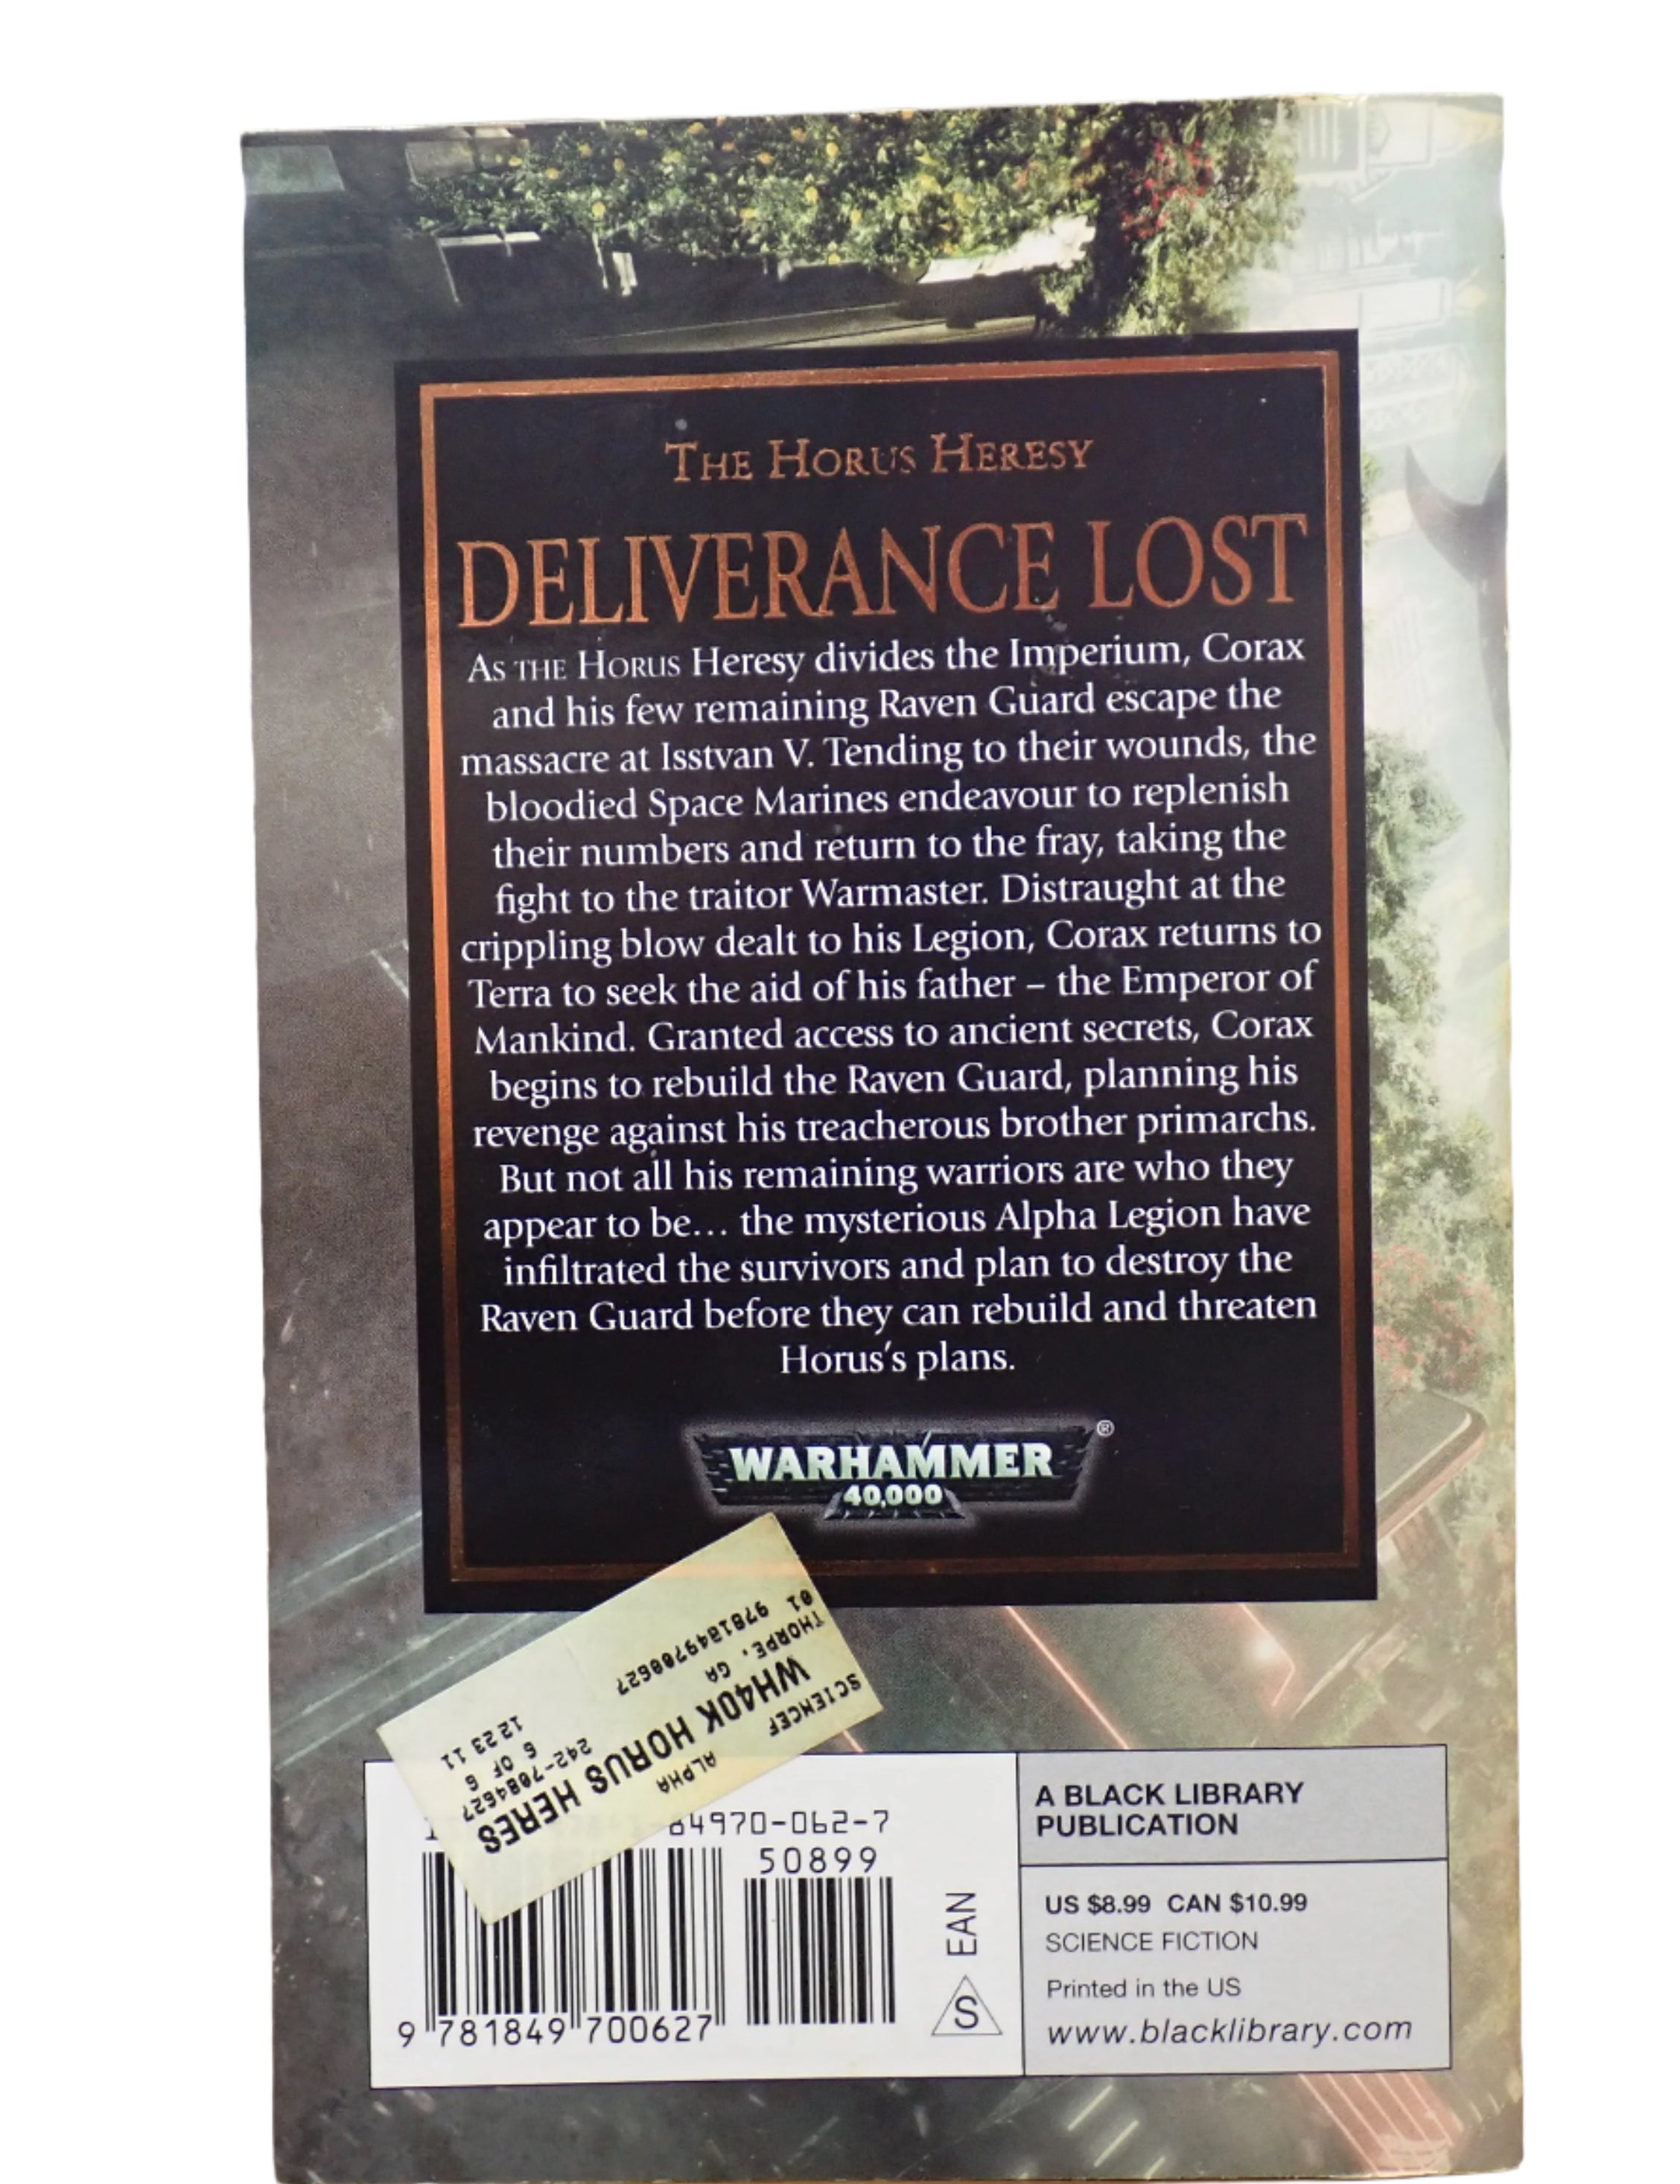 THE HORUS HERESY
DELIVERANCE LOST
AS THE HORUS Heresy divides the Imperium, Corax
and his few remaining Raven Guard escape the
massacre at Isstvan V. Tending to their wounds, the
bloodied Space Marines endeavour to replenish
their numbers and return to the fray, taking the
fight to the traitor Warmaster. Distraught at the
crippling blow dealt to his Legion, Corax returns to
Terra to seek the aid of his father – the Emperor of
Mankind. Granted access to ancient secrets, Corax
begins to rebuild the Raven Guard, planning his
revenge against his treacherous brother primarchs.
But not all his remaining warriors are who they
appear to be... the mysterious Alpha Legion have
infiltrated the survivors and plan to destroy the
Raven Guard before they can rebuild and threaten
Horus's plans.
WARHAMMER®
40,000
SCIENCEF ALPHA
WH40K HORUS HERES
THORPE, GA 242-7084627
01 6 OF 6
9781849700627 12 23 11
84970-062-7
50899
9 781849 700627
EAN
S
A BLACK LIBRARY
PUBLICATION
US $8.99 CAN $10.99
SCIENCE FICTION
Printed in the US
www.blacklibrary.com